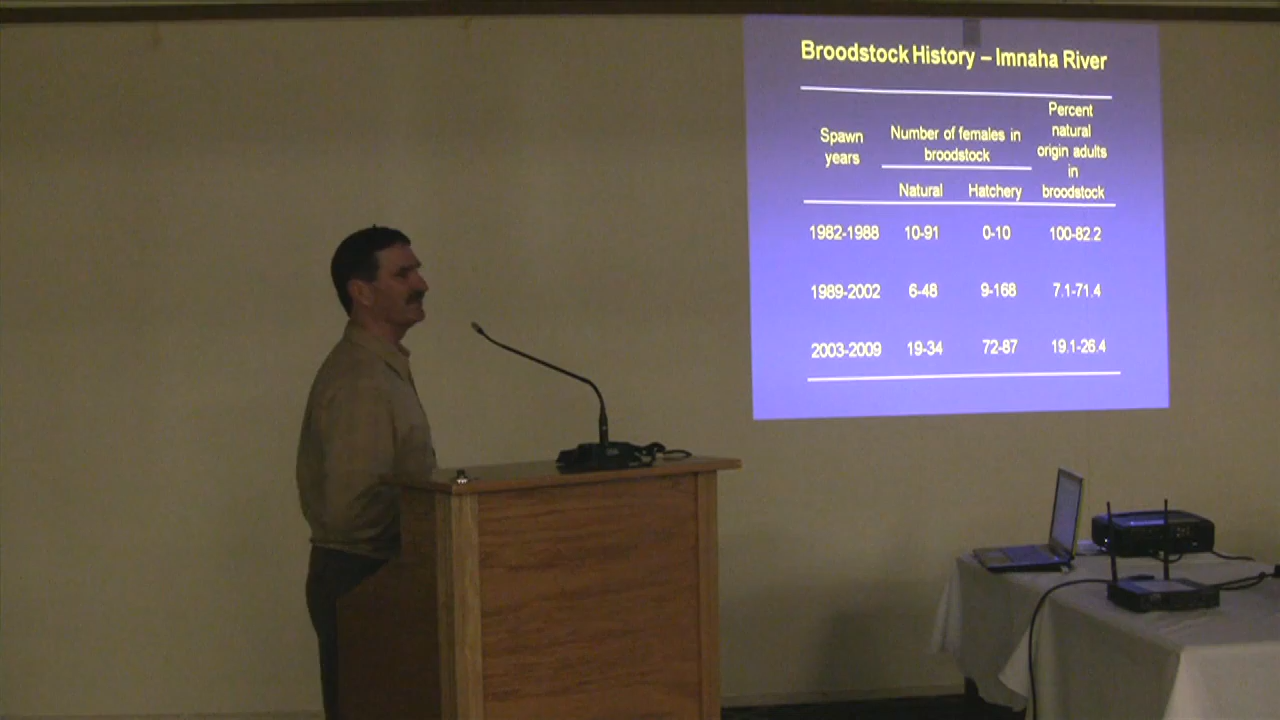 Broodstock History – Imnaha River
Percent
natural
origin adults
in
broodstock
Spawn
years
Number of females in
broodstock
Natural Hatchery
1982-1988 10-91 0-10 100-82.2
1989-2002 6-48 9-168 7.1-71.4
2003-2009 19-34 72-87 19.1-26.4